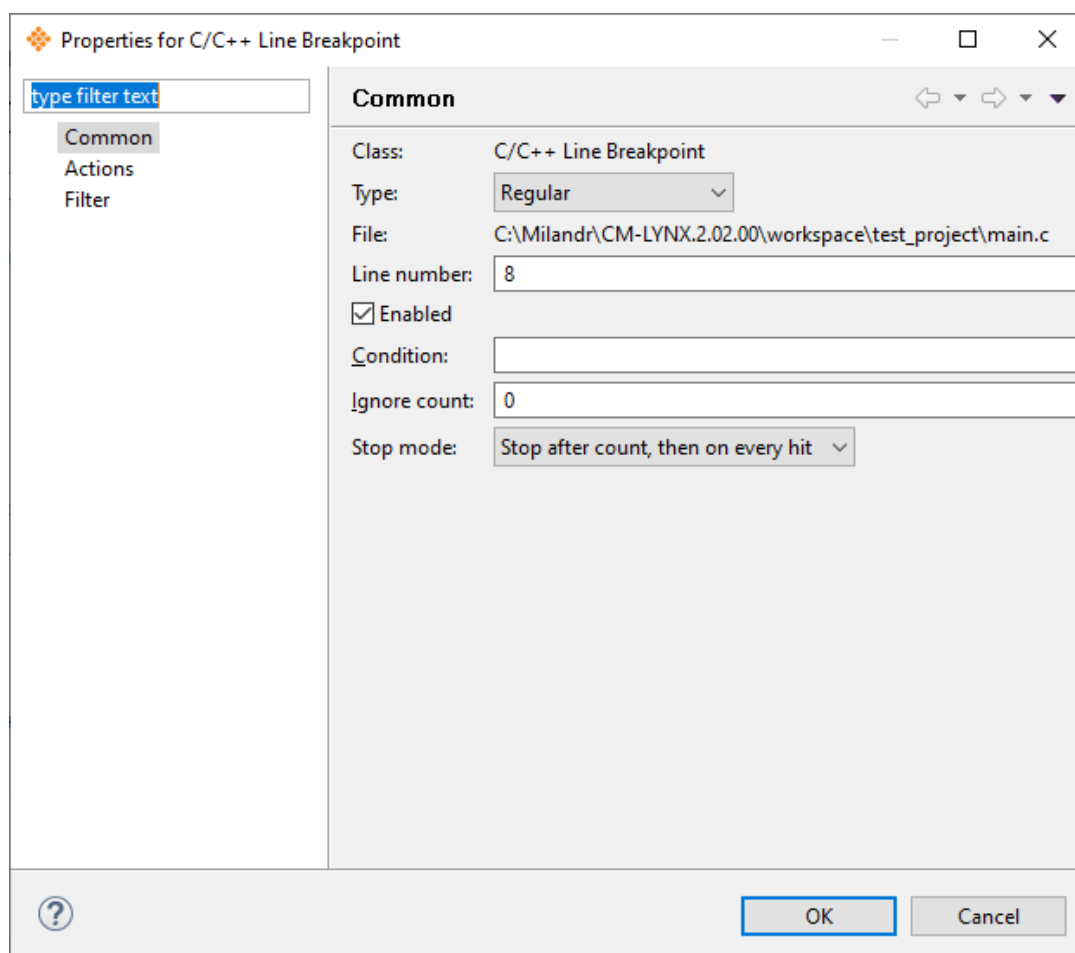 Properties for C/C++ Line Breakpoint
type filter text
Common
Actions
Filter
Common
Class: C/C++ Line Breakpoint
Type: Regular
File: C:\Milandr\CM-LYNX.2.02.00\workspace\test_project\main.c
Line number: 8
Enabled
Condition:
Ignore count: 0
Stop mode: Stop after count, then on every hit
?
OK Cancel